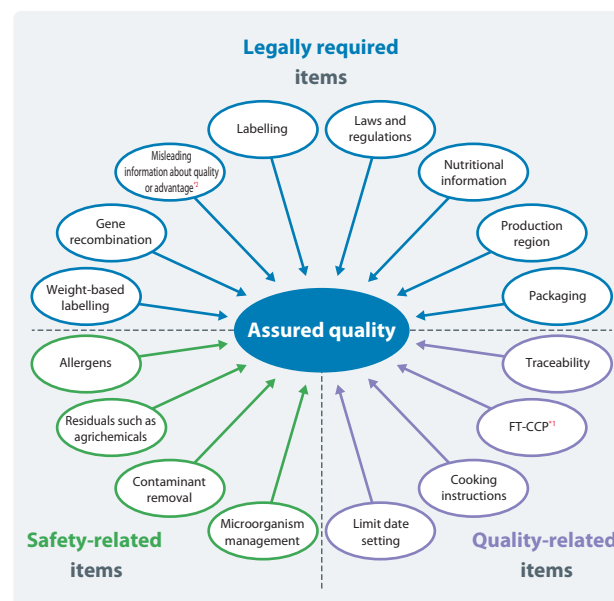 Legally required
items
Labelling
Laws and
regulations
Misleading
information about quality
or advantage*2
Nutritional
information
Gene
recombination
Production
region
Weight-based
labelling
Packaging
Assured quality
Allergens
Traceability
Residuals such as
agrichemicals
FT-CCP*1
Contaminant
removal
Cooking
instructions
Microorganism
management
Limit date
setting
Safety-related
items
Quality-related
items